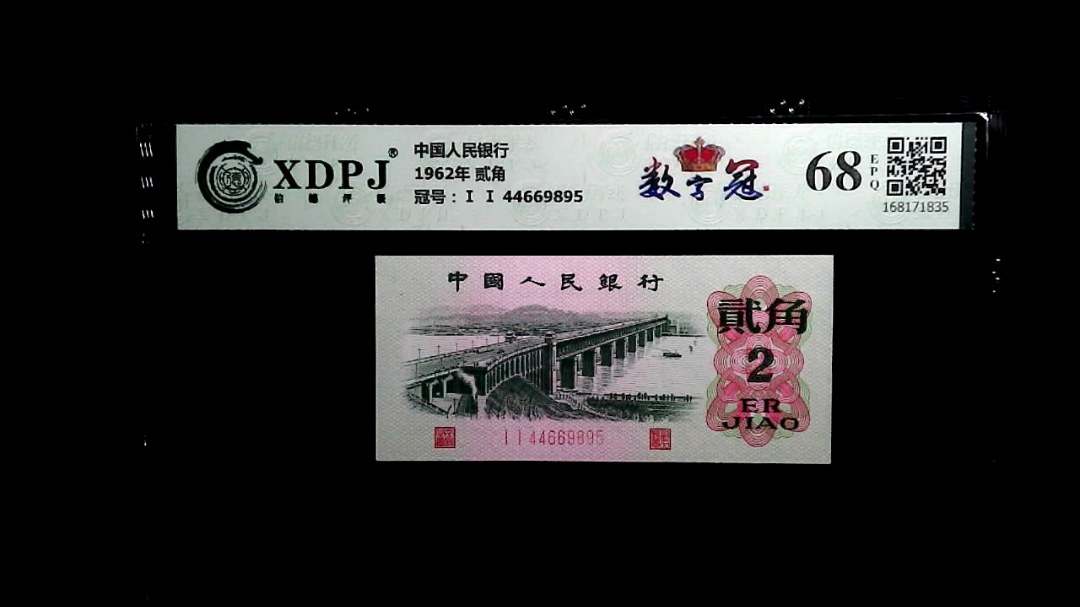 XDPJ®
中国人民银行
1962年 贰角
冠号：I I 44669895
数字冠
68
EPQ
168171835
中國人民銀行
貳角
2
ER
JIAO
I I 44669895